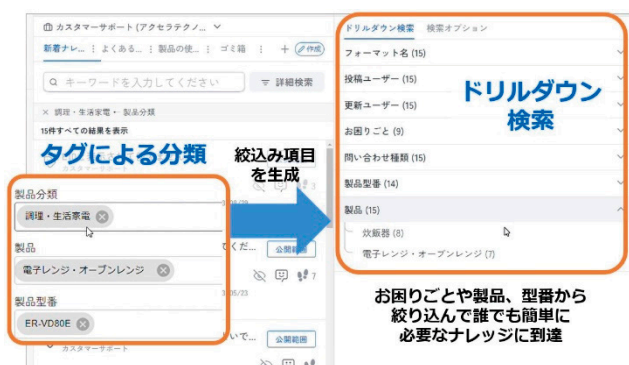 カスタマーサポート (アクセラテクノ...
新着ナレ...
よくある...
製品の使...
ゴミ箱
+
作成
キーワードを入力してください
詳細検索
× 調理・生活家電 • 製品分類
15件すべての結果を表示
タグによる分類
製品分類
調理・生活家電
製品
電子レンジ・オーブンレンジ
製品型番
ER-VD80E
カスタマーサポート
絞込み項目
を生成
3
公開範囲
7
公開範囲
ドリルダウン検索
検索オプション
フォーマット名 (15)
投稿ユーザー (15)
更新ユーザー (15)
お困りごと (9)
問い合わせ種類 (15)
製品型番 (14)
製品 (15)
炊飯器 (8)
電子レンジ・オーブンレンジ (7)
ドリルダウン
検索
お困りごとや製品、型番から
絞り込んで誰でも簡単に
必要なナレッジに到達